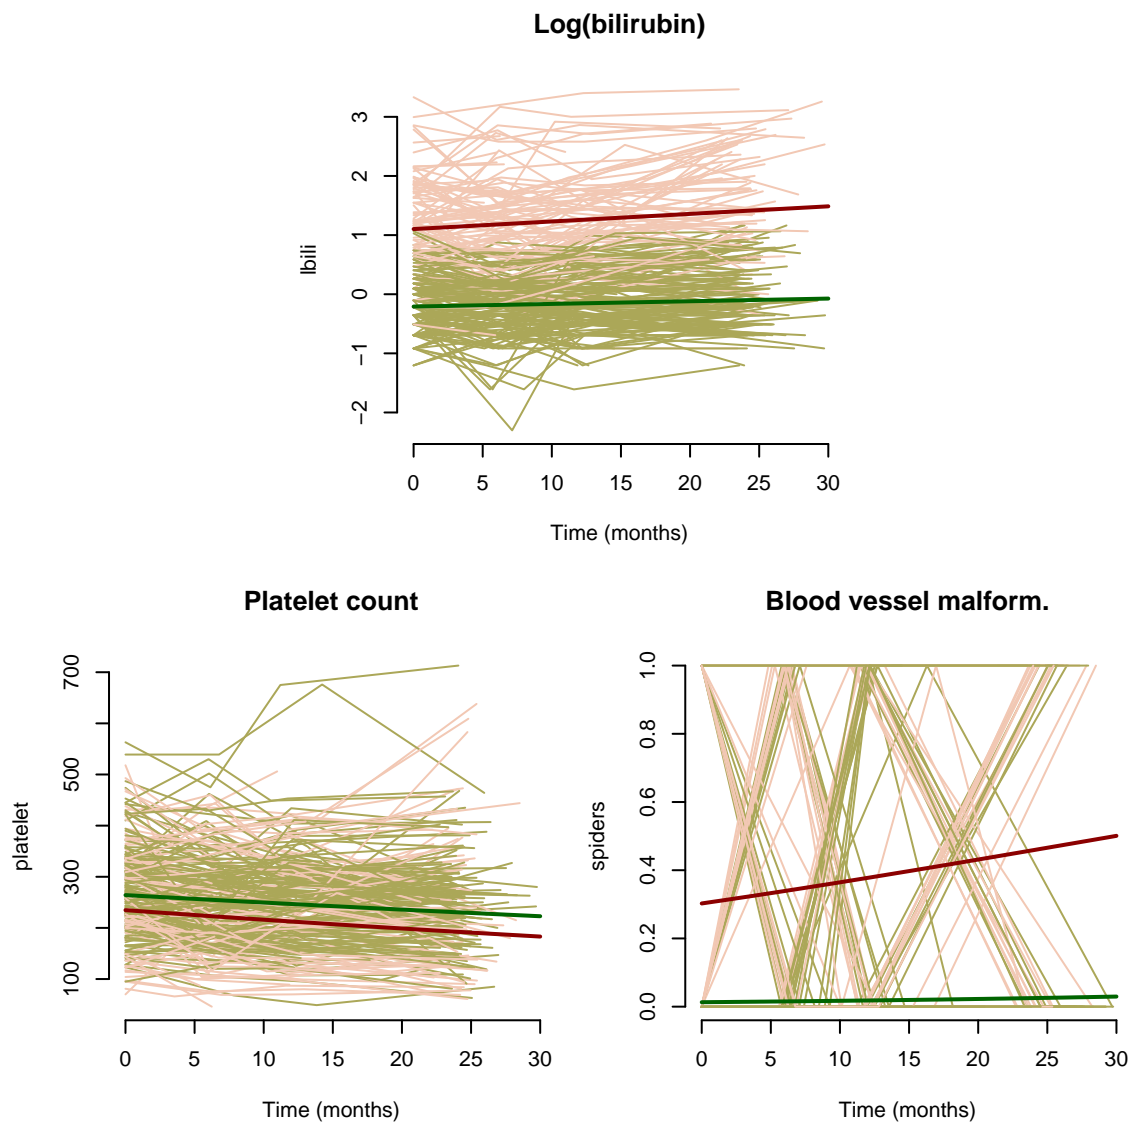 Log(bilirubin)
lbili
3
2
1
0
−1
−2
0 5 10 15 20 25 30
Time (months)
Platelet count
platelet
700
500
300
100
0 5 10 15 20 25 30
Time (months)
Blood vessel malform.
spiders
1.0
0.8
0.6
0.4
0.2
0.0
0 5 10 15 20 25 30
Time (months)